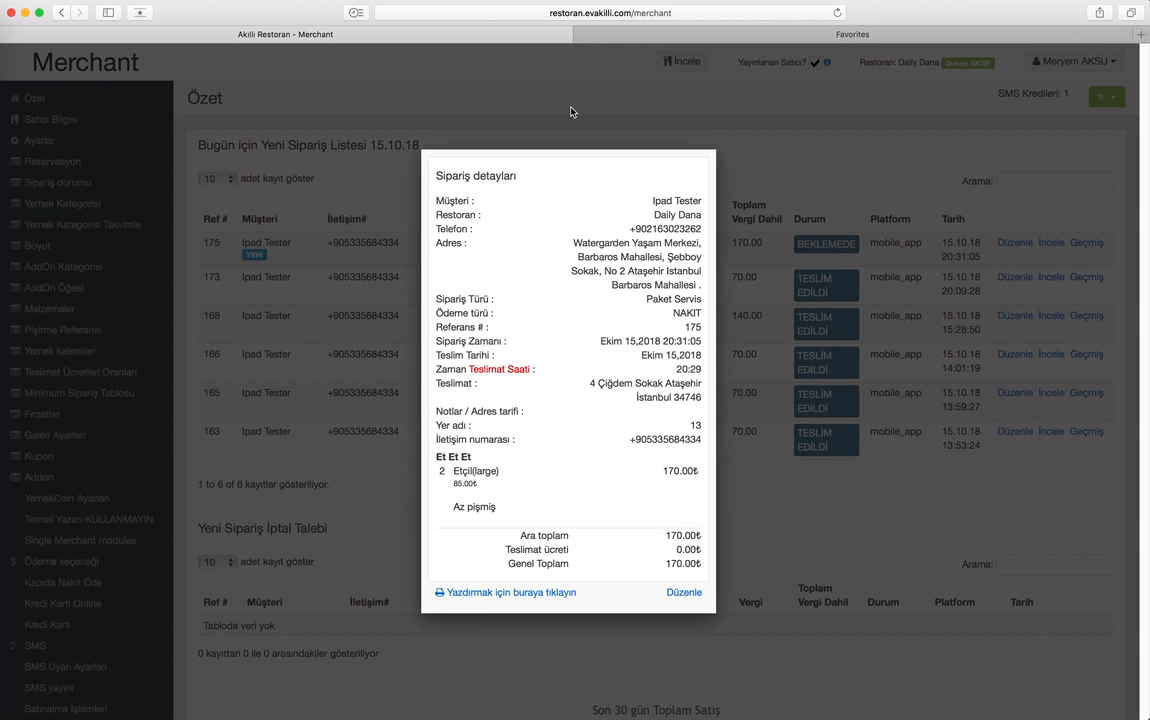 restoran.evakilli.com/merchant
Akıllı Restoran - Merchant
Favorites
Merchant
İncele
Yayınlanan Satıcı?
Restoran: Daily Dana Durum AKTIF
Meryem AKSU
Özet
Özet
SMS Kredileri: 1
tr
Satıcı Bilgisi
Ayarlar
Rezervasyon
Sipariş durumu
Yemek Kategorisi
Yemek Kategorisi Takvimle
Boyut
AddOn Kategorisi
AddOn Öğesi
Malzemeler
Pişirme Referansı
Yemek kalemleri
Teslimat Ücretleri Oranları
Minimum Sipariş Tablosu
Fırsatlar
Galeri Ayarları
Kupon
Addon
YemekCoin Ayarları
Termal Yazıcı-KULLANMAYIN
Single Merchant modules
$ Ödeme seçeneği
Kapıda Nakit Öde
Kredi Kartı Online
Kredi Kartı
SMS
SMS Uyarı Ayarları
SMS yayını
Satınalma İşlemleri
Bugün için Yeni Sipariş Listesi 15.10.18
10 adet kayıt göster
Arama:
Ref # Müşteri İletişim# Toplam Vergi Dahil Durum Platform Tarih
175 Ipad Tester YENİ +905335684334 170.00 BEKLEMEDE mobile_app 15.10.18 20:31:05 Düzenle İncele Geçmiş
173 Ipad Tester +905335684334 70.00 TESLİM EDİLDİ mobile_app 15.10.18 20:09:28 Düzenle İncele Geçmiş
168 Ipad Tester +905335684334 140.00 TESLİM EDİLDİ mobile_app 15.10.18 15:28:50 Düzenle İncele Geçmiş
166 Ipad Tester +905335684334 70.00 TESLİM EDİLDİ mobile_app 15.10.18 14:01:19 Düzenle İncele Geçmiş
165 Ipad Tester +905335684334 70.00 TESLİM EDİLDİ mobile_app 15.10.18 13:59:27 Düzenle İncele Geçmiş
163 Ipad Tester +905335684334 70.00 TESLİM EDİLDİ mobile_app 15.10.18 13:53:24 Düzenle İncele Geçmiş
1 to 6 of 6 kayıtlar gösteriliyor.
Yeni Sipariş İptal Talebi
10 adet kayıt göster
Arama:
Ref # Müşteri İletişim# Vergi Toplam Vergi Dahil Durum Platform Tarih
Tabloda veri yok
0 kayıttan 0 ile 0 arasındakiler gösteriliyor
Son 30 gün Toplam Satış
Sipariş detayları
Müşteri : Ipad Tester
Restoran : Daily Dana
Telefon : +902163023262
Adres : Watergarden Yaşam Merkezi,
Barbaros Mahallesi, Şebboy
Sokak, No 2 Ataşehir Istanbul
Barbaros Mahallesi .
Sipariş Türü : Paket Servis
Ödeme türü : NAKIT
Referans # : 175
Sipariş Zamanı : Ekim 15,2018 20:31:05
Teslim Tarihi : Ekim 15,2018
Zaman Teslimat Saati : 20:29
Teslimat : 4 Çiğdem Sokak Ataşehir
İstanbul 34746
Notlar / Adres tarifi :
Yer adı : 13
İletişim numarası : +905335684334
Et Et Et
2 Etçil(large) 170.00₺
85.00₺
Az pişmiş
Ara toplam 170.00₺
Teslimat ücreti 0.00₺
Genel Toplam 170.00₺
Yazdırmak için buraya tıklayın Düzenle